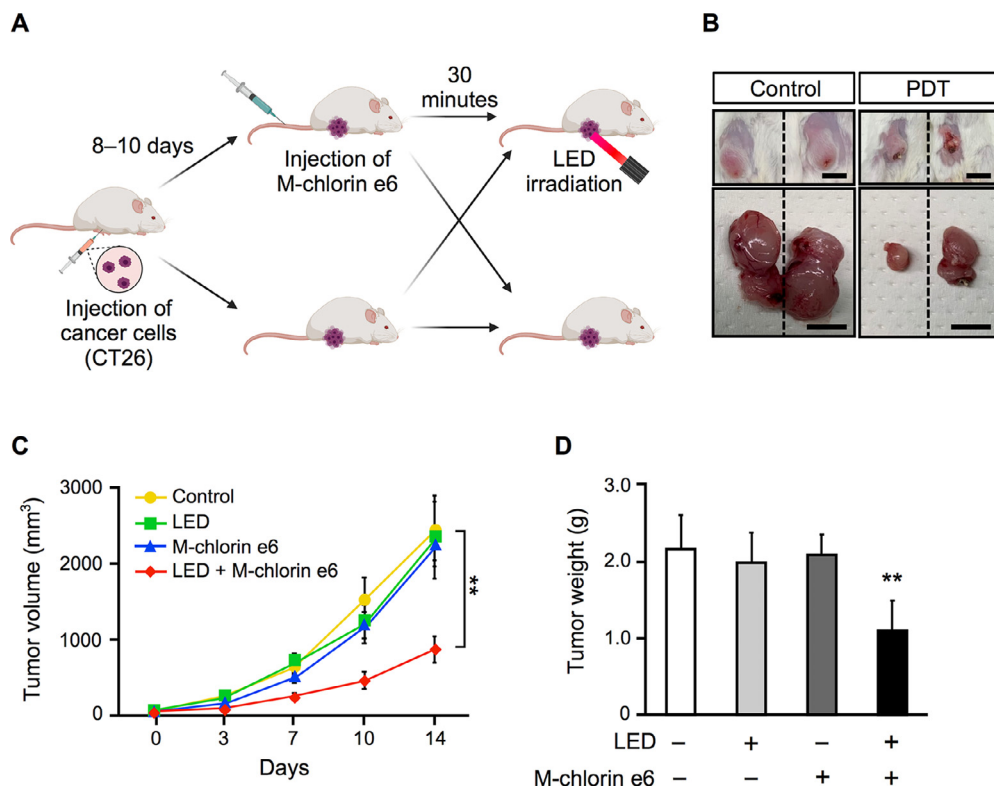 A
8–10 days
Injection of
cancer cells
(CT26)
Injection of
M-chlorin e6
30
minutes
LED
irradiation
B
Control
PDT
C
Tumor volume (mm³)
3000
2000
1000
0
Control
LED
M-chlorin e6
LED + M-chlorin e6
**
0 3 7 10 14
Days
D
Tumor weight (g)
3.0
2.0
1.0
0
**
LED – + – +
M-chlorin e6 – – + +